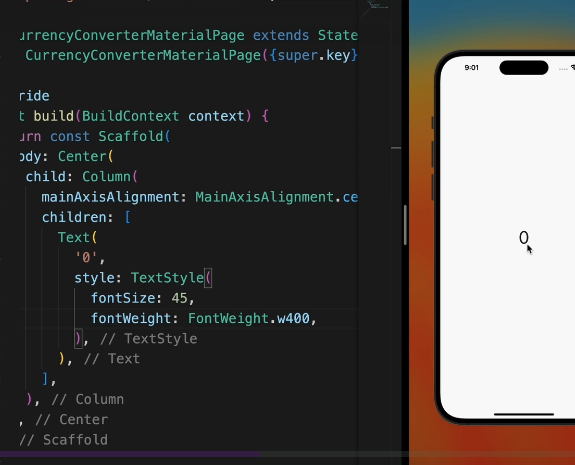 urrencyConverterMaterialPage extends State
CurrencyConverterMaterialPage({super.key}
ride
t build(BuildContext context) {
urn const Scaffold(
ody: Center(
child: Column(
mainAxisAlignment: MainAxisAlignment.ce
children: [
Text(
'0',
style: TextStyle(
fontSize: 45,
fontWeight: FontWeight.w400,
), // TextStyle
), // Text
],
), // Column
, // Center
// Scaffold
9:01
0